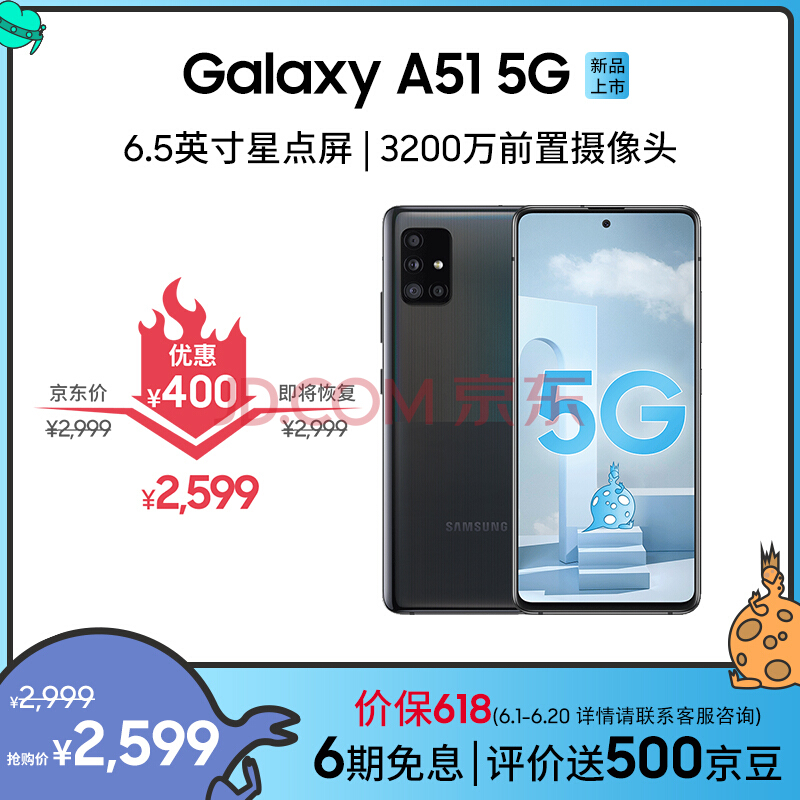 Galaxy A51 5G 新品上市
6.5英寸星点屏 | 3200万前置摄像头
优惠
¥400
京东价
¥2,999
即将恢复
¥2,999
¥2,599
JD.COM 京东
5G
SAMSUNG
¥2,999
抢购价¥2,599
价保618(6.1-6.20 详情请联系客服咨询)
6期免息 | 评价送500京豆